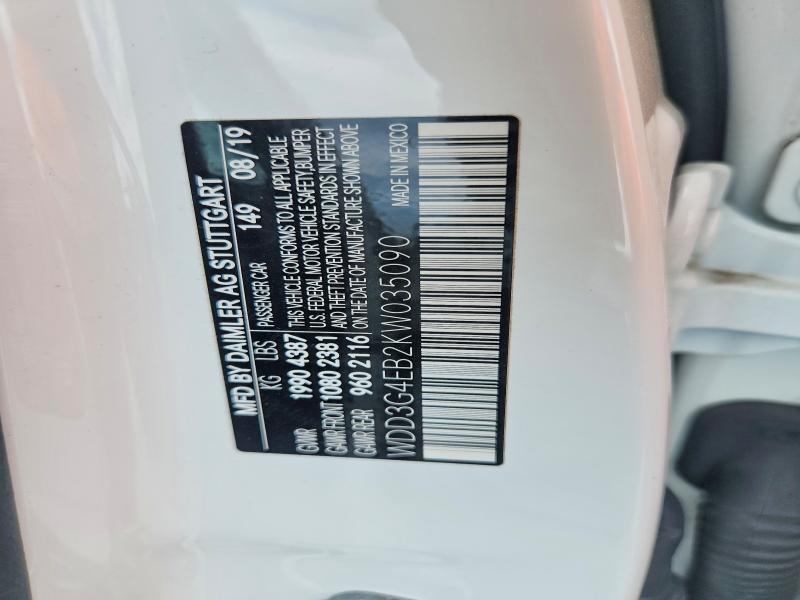 MFD BY DAIMLER AG STUTTGART
KG LBS PASSENGER CAR 149 08/19
GVWR 1990 4387 THIS VEHICLE CONFORMS TO ALL APPLICABLE
GAWR FRONT 1080 2381 U.S. FEDERAL MOTOR VEHICLE SAFETY, BUMPER
GAWR REAR 960 2116 AND THEFT PREVENTION STANDARDS IN EFFECT
ON THE DATE OF MANUFACTURE SHOWN ABOVE
WDD3G4EB2KW035090 MADE IN MEXICO